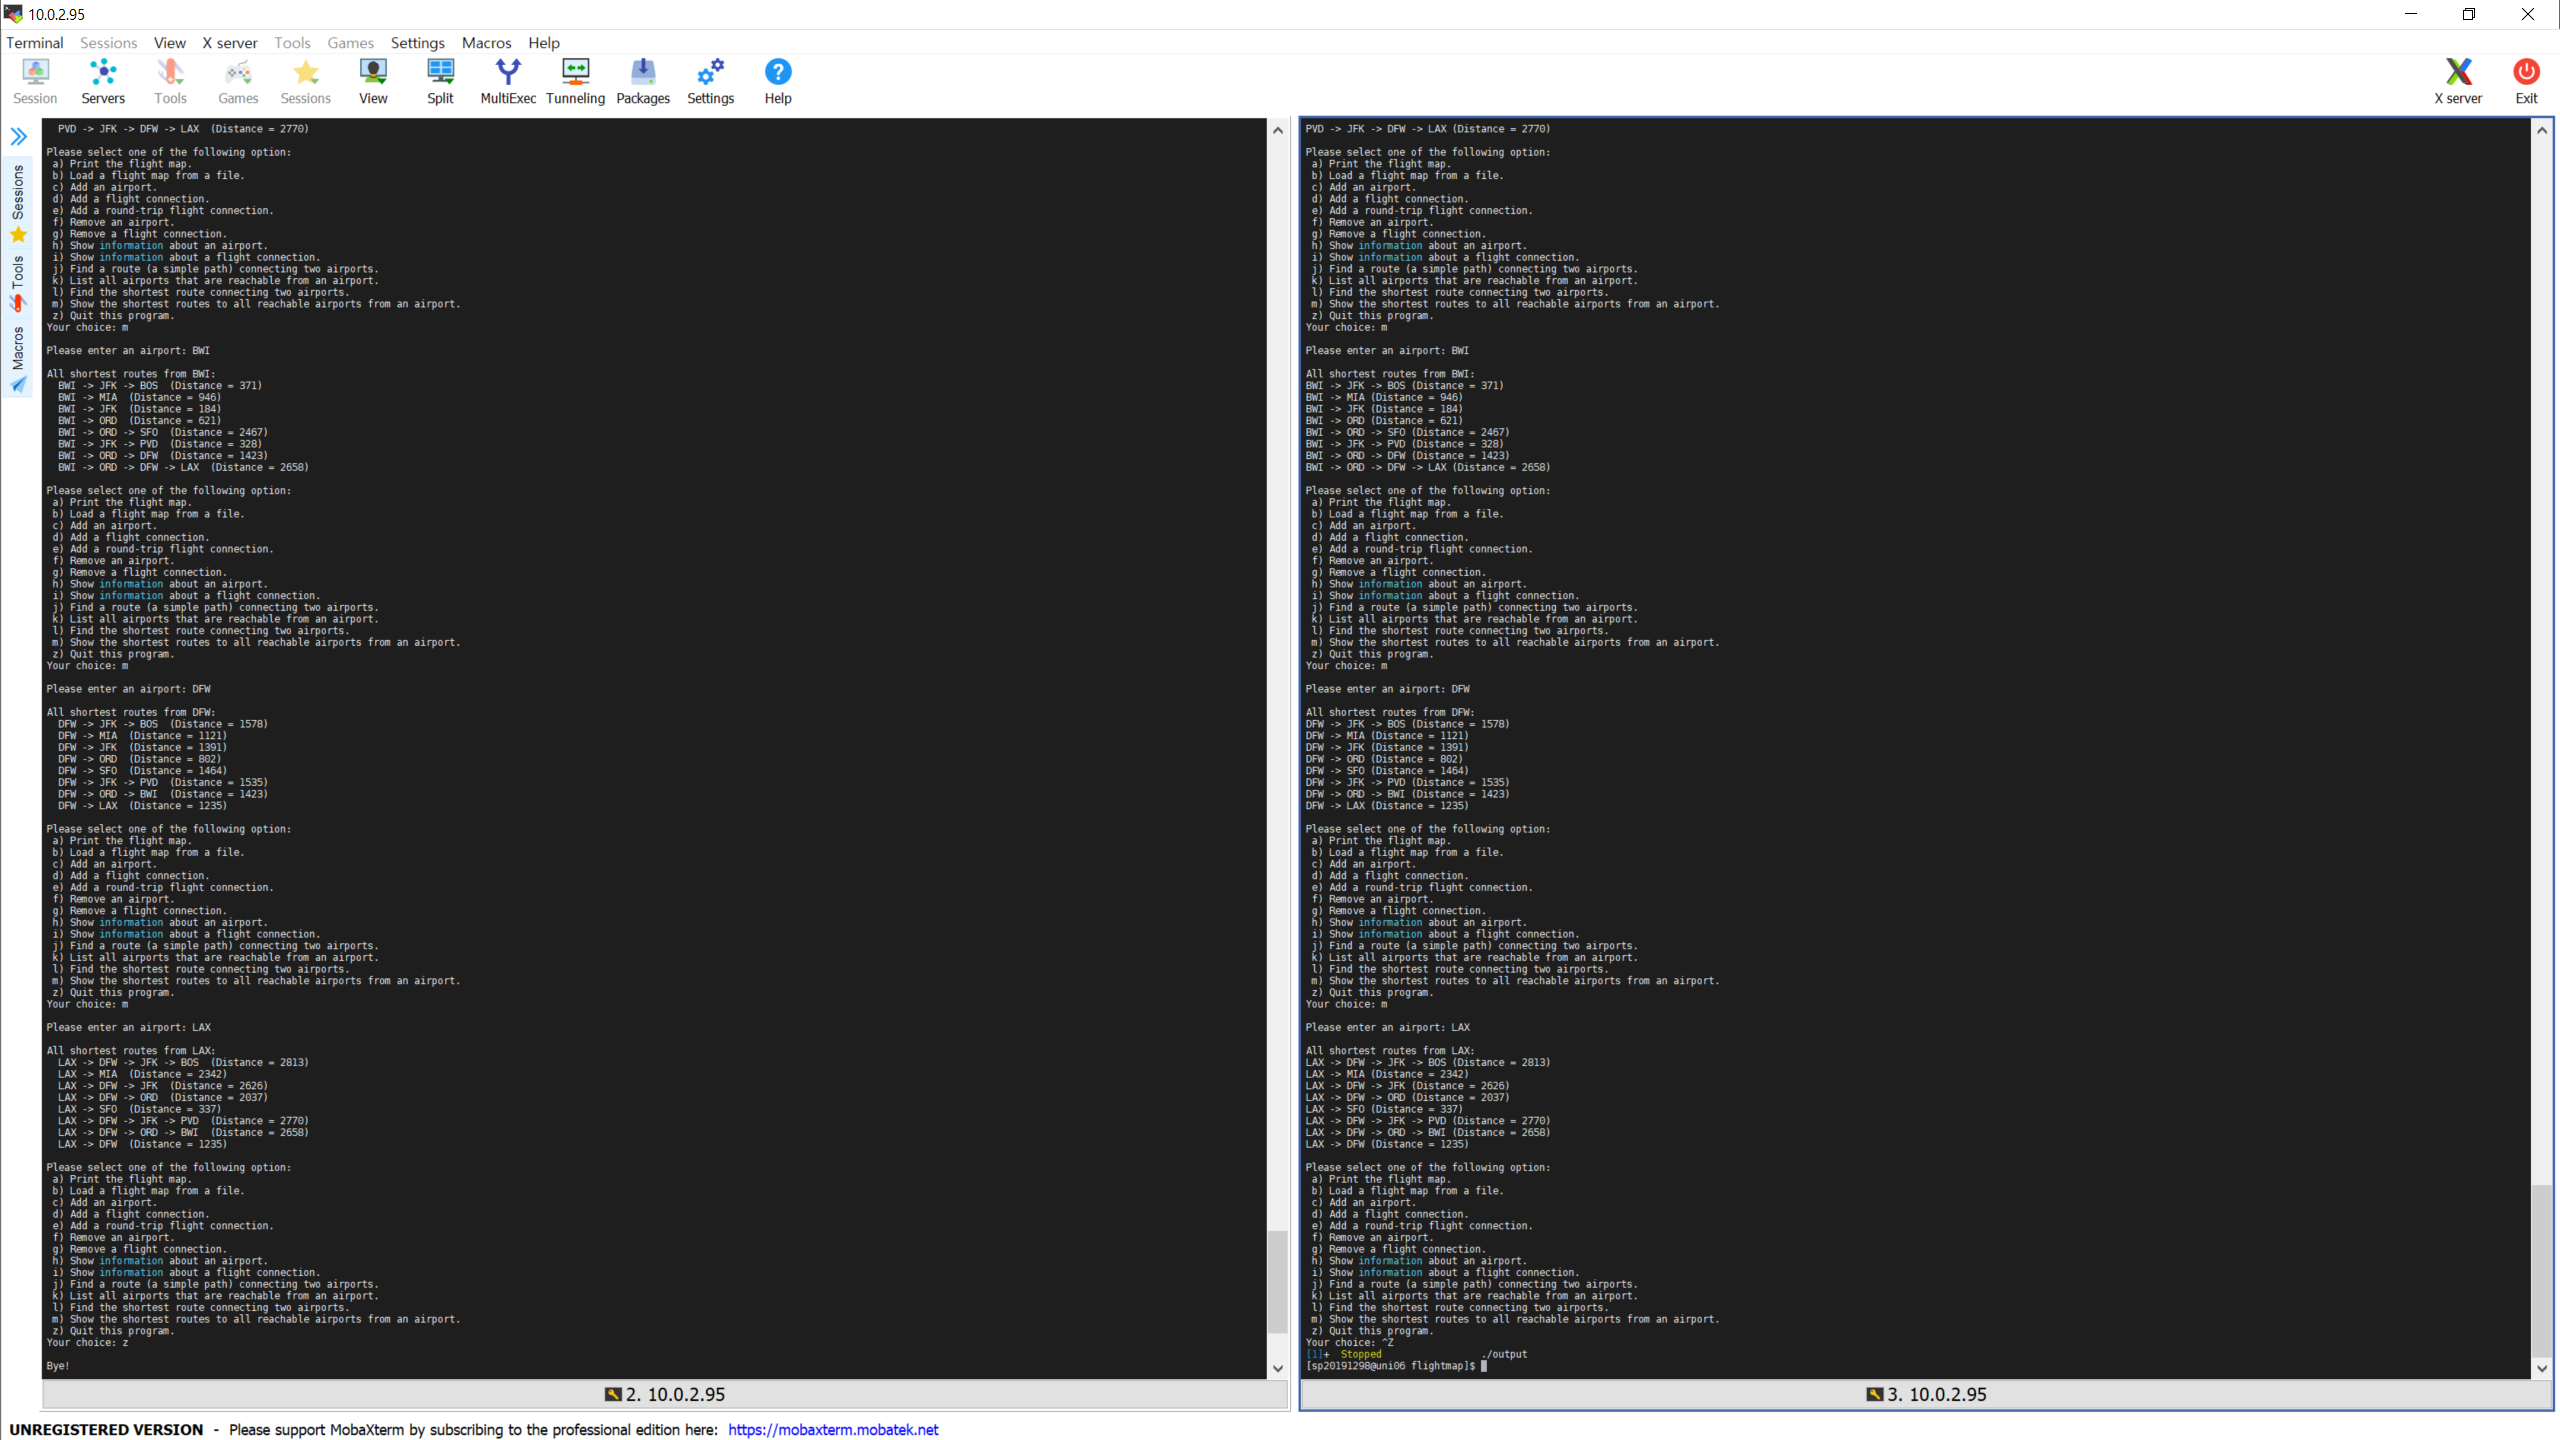 10.0.2.95
Terminal Sessions View X server Tools Games Settings Macros Help
Session Servers Tools Games Sessions View Split MultiExec Tunneling Packages Settings Help X server Exit
Sessions
Tools
Macros
PVD -> JFK -> DFW -> LAX  (Distance = 2770)

Please select one of the following option:
a) Print the flight map.
b) Load a flight map from a file.
c) Add an airport.
d) Add a flight connection.
e) Add a round-trip flight connection.
f) Remove an airport.
g) Remove a flight connection.
h) Show information about an airport.
i) Show information about a flight connection.
j) Find a route (a simple path) connecting two airports.
k) List all airports that are reachable from an airport.
l) Find the shortest route connecting two airports.
m) Show the shortest routes to all reachable airports from an airport.
z) Quit this program.
Your choice: m

Please enter an airport: BWI

All shortest routes from BWI:
BWI -> JFK -> BOS  (Distance = 371)
BWI -> MIA  (Distance = 946)
BWI -> JFK  (Distance = 184)
BWI -> ORD  (Distance = 621)
BWI -> ORD -> SFO  (Distance = 2467)
BWI -> JFK -> PVD  (Distance = 328)
BWI -> ORD -> DFW  (Distance = 1423)
BWI -> ORD -> DFW -> LAX  (Distance = 2658)

Please select one of the following option:
a) Print the flight map.
b) Load a flight map from a file.
c) Add an airport.
d) Add a flight connection.
e) Add a round-trip flight connection.
f) Remove an airport.
g) Remove a flight connection.
h) Show information about an airport.
i) Show information about a flight connection.
j) Find a route (a simple path) connecting two airports.
k) List all airports that are reachable from an airport.
l) Find the shortest route connecting two airports.
m) Show the shortest routes to all reachable airports from an airport.
z) Quit this program.
Your choice: m

Please enter an airport: DFW

All shortest routes from DFW:
DFW -> JFK -> BOS  (Distance = 1578)
DFW -> MIA  (Distance = 1121)
DFW -> JFK  (Distance = 1391)
DFW -> ORD  (Distance = 802)
DFW -> SFO  (Distance = 1464)
DFW -> JFK -> PVD  (Distance = 1535)
DFW -> ORD -> BWI  (Distance = 1423)
DFW -> LAX  (Distance = 1235)

Please select one of the following option:
a) Print the flight map.
b) Load a flight map from a file.
c) Add an airport.
d) Add a flight connection.
e) Add a round-trip flight connection.
f) Remove an airport.
g) Remove a flight connection.
h) Show information about an airport.
i) Show information about a flight connection.
j) Find a route (a simple path) connecting two airports.
k) List all airports that are reachable from an airport.
l) Find the shortest route connecting two airports.
m) Show the shortest routes to all reachable airports from an airport.
z) Quit this program.
Your choice: m

Please enter an airport: LAX

All shortest routes from LAX:
LAX -> DFW -> JFK -> BOS  (Distance = 2813)
LAX -> MIA  (Distance = 2342)
LAX -> DFW -> JFK  (Distance = 2626)
LAX -> DFW -> ORD  (Distance = 2037)
LAX -> SFO  (Distance = 337)
LAX -> DFW -> JFK -> PVD  (Distance = 2770)
LAX -> DFW -> ORD -> BWI  (Distance = 2658)
LAX -> DFW  (Distance = 1235)

Please select one of the following option:
a) Print the flight map.
b) Load a flight map from a file.
c) Add an airport.
d) Add a flight connection.
e) Add a round-trip flight connection.
f) Remove an airport.
g) Remove a flight connection.
h) Show information about an airport.
i) Show information about a flight connection.
j) Find a route (a simple path) connecting two airports.
k) List all airports that are reachable from an airport.
l) Find the shortest route connecting two airports.
m) Show the shortest routes to all reachable airports from an airport.
z) Quit this program.
Your choice: z

Bye!
2. 10.0.2.95
PVD -> JFK -> DFW -> LAX (Distance = 2770)

Please select one of the following option:
a) Print the flight map.
b) Load a flight map from a file.
c) Add an airport.
d) Add a flight connection.
e) Add a round-trip flight connection.
f) Remove an airport.
g) Remove a flight connection.
h) Show information about an airport.
i) Show information about a flight connection.
j) Find a route (a simple path) connecting two airports.
k) List all airports that are reachable from an airport.
l) Find the shortest route connecting two airports.
m) Show the shortest routes to all reachable airports from an airport.
z) Quit this program.
Your choice: m

Please enter an airport: BWI

All shortest routes from BWI:
BWI -> JFK -> BOS (Distance = 371)
BWI -> MIA (Distance = 946)
BWI -> JFK (Distance = 184)
BWI -> ORD (Distance = 621)
BWI -> ORD -> SFO (Distance = 2467)
BWI -> JFK -> PVD (Distance = 328)
BWI -> ORD -> DFW (Distance = 1423)
BWI -> ORD -> DFW -> LAX (Distance = 2658)

Please select one of the following option:
a) Print the flight map.
b) Load a flight map from a file.
c) Add an airport.
d) Add a flight connection.
e) Add a round-trip flight connection.
f) Remove an airport.
g) Remove a flight connection.
h) Show information about an airport.
i) Show information about a flight connection.
j) Find a route (a simple path) connecting two airports.
k) List all airports that are reachable from an airport.
l) Find the shortest route connecting two airports.
m) Show the shortest routes to all reachable airports from an airport.
z) Quit this program.
Your choice: m

Please enter an airport: DFW

All shortest routes from DFW:
DFW -> JFK -> BOS (Distance = 1578)
DFW -> MIA (Distance = 1121)
DFW -> JFK (Distance = 1391)
DFW -> ORD (Distance = 802)
DFW -> SFO (Distance = 1464)
DFW -> JFK -> PVD (Distance = 1535)
DFW -> ORD -> BWI (Distance = 1423)
DFW -> LAX (Distance = 1235)

Please select one of the following option:
a) Print the flight map.
b) Load a flight map from a file.
c) Add an airport.
d) Add a flight connection.
e) Add a round-trip flight connection.
f) Remove an airport.
g) Remove a flight connection.
h) Show information about an airport.
i) Show information about a flight connection.
j) Find a route (a simple path) connecting two airports.
k) List all airports that are reachable from an airport.
l) Find the shortest route connecting two airports.
m) Show the shortest routes to all reachable airports from an airport.
z) Quit this program.
Your choice: m

Please enter an airport: LAX

All shortest routes from LAX:
LAX -> DFW -> JFK -> BOS (Distance = 2813)
LAX -> MIA (Distance = 2342)
LAX -> DFW -> JFK (Distance = 2626)
LAX -> DFW -> ORD (Distance = 2037)
LAX -> SFO (Distance = 337)
LAX -> DFW -> JFK -> PVD (Distance = 2770)
LAX -> DFW -> ORD -> BWI (Distance = 2658)
LAX -> DFW (Distance = 1235)

Please select one of the following option:
a) Print the flight map.
b) Load a flight map from a file.
c) Add an airport.
d) Add a flight connection.
e) Add a round-trip flight connection.
f) Remove an airport.
g) Remove a flight connection.
h) Show information about an airport.
i) Show information about a flight connection.
j) Find a route (a simple path) connecting two airports.
k) List all airports that are reachable from an airport.
l) Find the shortest route connecting two airports.
m) Show the shortest routes to all reachable airports from an airport.
z) Quit this program.
Your choice: ^Z
[1]+  Stopped                 ./output
[sp20191298@uni06 flightmap]$
3. 10.0.2.95
UNREGISTERED VERSION - Please support MobaXterm by subscribing to the professional edition here: https://mobaxterm.mobatek.net